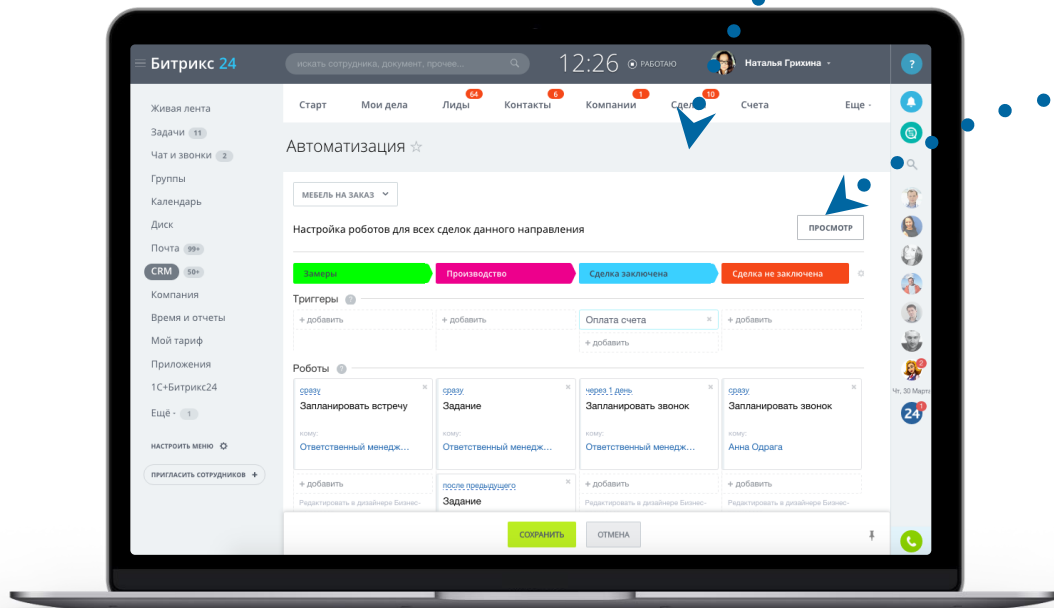 Битрикс 24
искать сотрудника, документ, прочее...
12:26
РАБОТАЮ
Наталья Грихина
?
Живая лента
Задачи 11
Чат и звонки 2
Группы
Календарь
Диск
Почта 99+
CRM 50+
Компания
Время и отчеты
Мой тариф
Приложения
1С+Битрикс24
Ещё - 1
НАСТРОИТЬ МЕНЮ
ПРИГЛАСИТЬ СОТРУДНИКОВ +
Старт Мои дела Лиды 64 Контакты 6 Компании 1 10 Счета Еще -
Автоматизация
МЕБЕЛЬ НА ЗАКАЗ
Настройка роботов для всех сделок данного направления
ПРОСМОТР
Замеры Производство Сделка заключена Сделка не заключена
Триггеры ?
+ добавить + добавить Оплата счета × + добавить
+ добавить
Роботы ?
сразу × сразу × через 1 день × сразу ×
Запланировать встречу Задание Запланировать звонок Запланировать звонок
кому: кому: кому: кому:
Ответственный менедж... Ответственный менедж... Ответственный менедж... Анна Одрага
+ добавить после предыдущего × + добавить + добавить
Редактировать в дизайнере Бизнес- Задание Редактировать в дизайнере Бизнес- Редактировать в дизайнере Бизнес-
СОХРАНИТЬ ОТМЕНА
2
Чт, 30 Марта
24 1